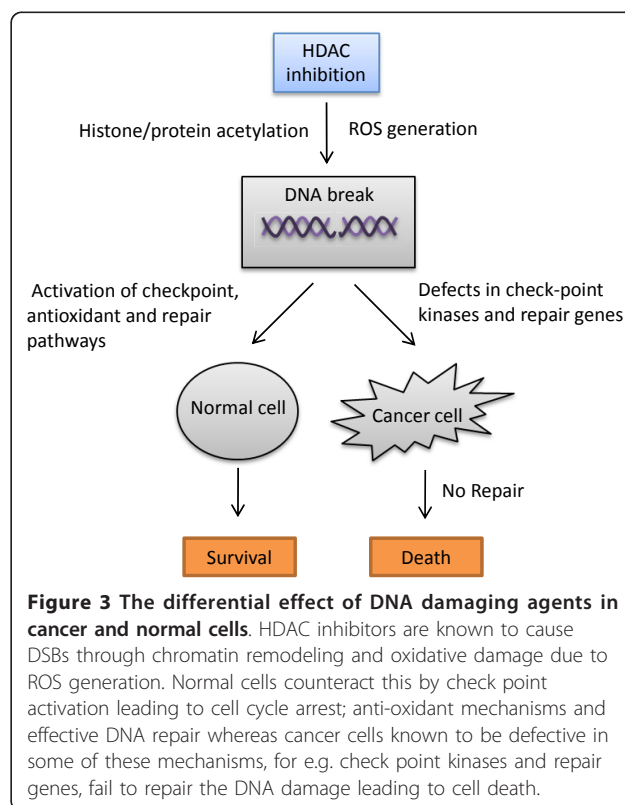 HDAC
inhibition
Histone/protein acetylation ROS generation
DNA break
Activation of checkpoint,
antioxidant and repair
pathways
Defects in check-point
kinases and repair genes
Normal cell
Cancer cell
No Repair
Survival
Death
Figure 3 The differential effect of DNA damaging agents in
cancer and normal cells. HDAC inhibitors are known to cause
DSBs through chromatin remodeling and oxidative damage due to
ROS generation. Normal cells counteract this by check point
activation leading to cell cycle arrest; anti-oxidant mechanisms and
effective DNA repair whereas cancer cells known to be defective in
some of these mechanisms, for e.g. check point kinases and repair
genes, fail to repair the DNA damage leading to cell death.